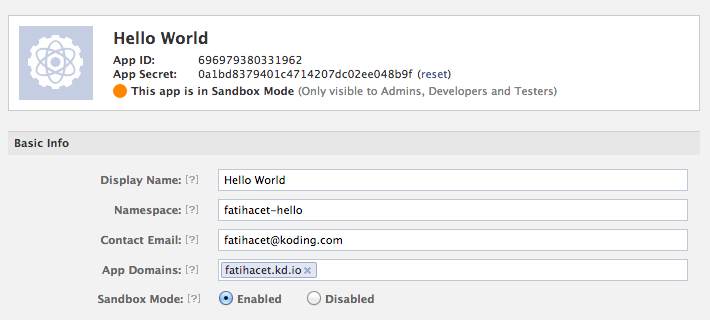 Hello World
App ID: 696979380331962
App Secret: 0a1bd8379401c4714207dc02ee048b9f (reset)
This app is in Sandbox Mode (Only visible to Admins, Developers and Testers)
Basic Info
Display Name: [?] Hello World
Namespace: [?] fatihacet-hello
Contact Email: [?] fatihacet@koding.com
App Domains: [?] fatihacet.kd.io ×
Sandbox Mode: [?] Enabled Disabled